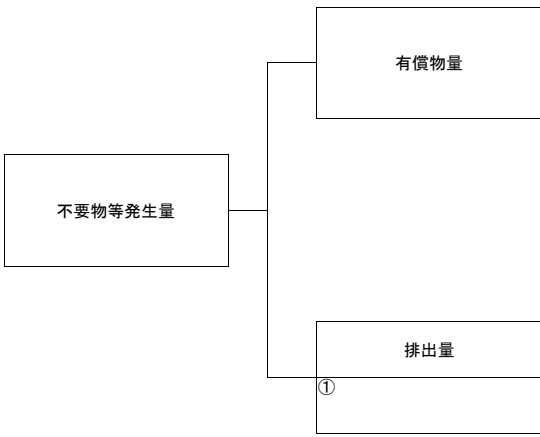 有償物量
不要物等発生量
排出量
①